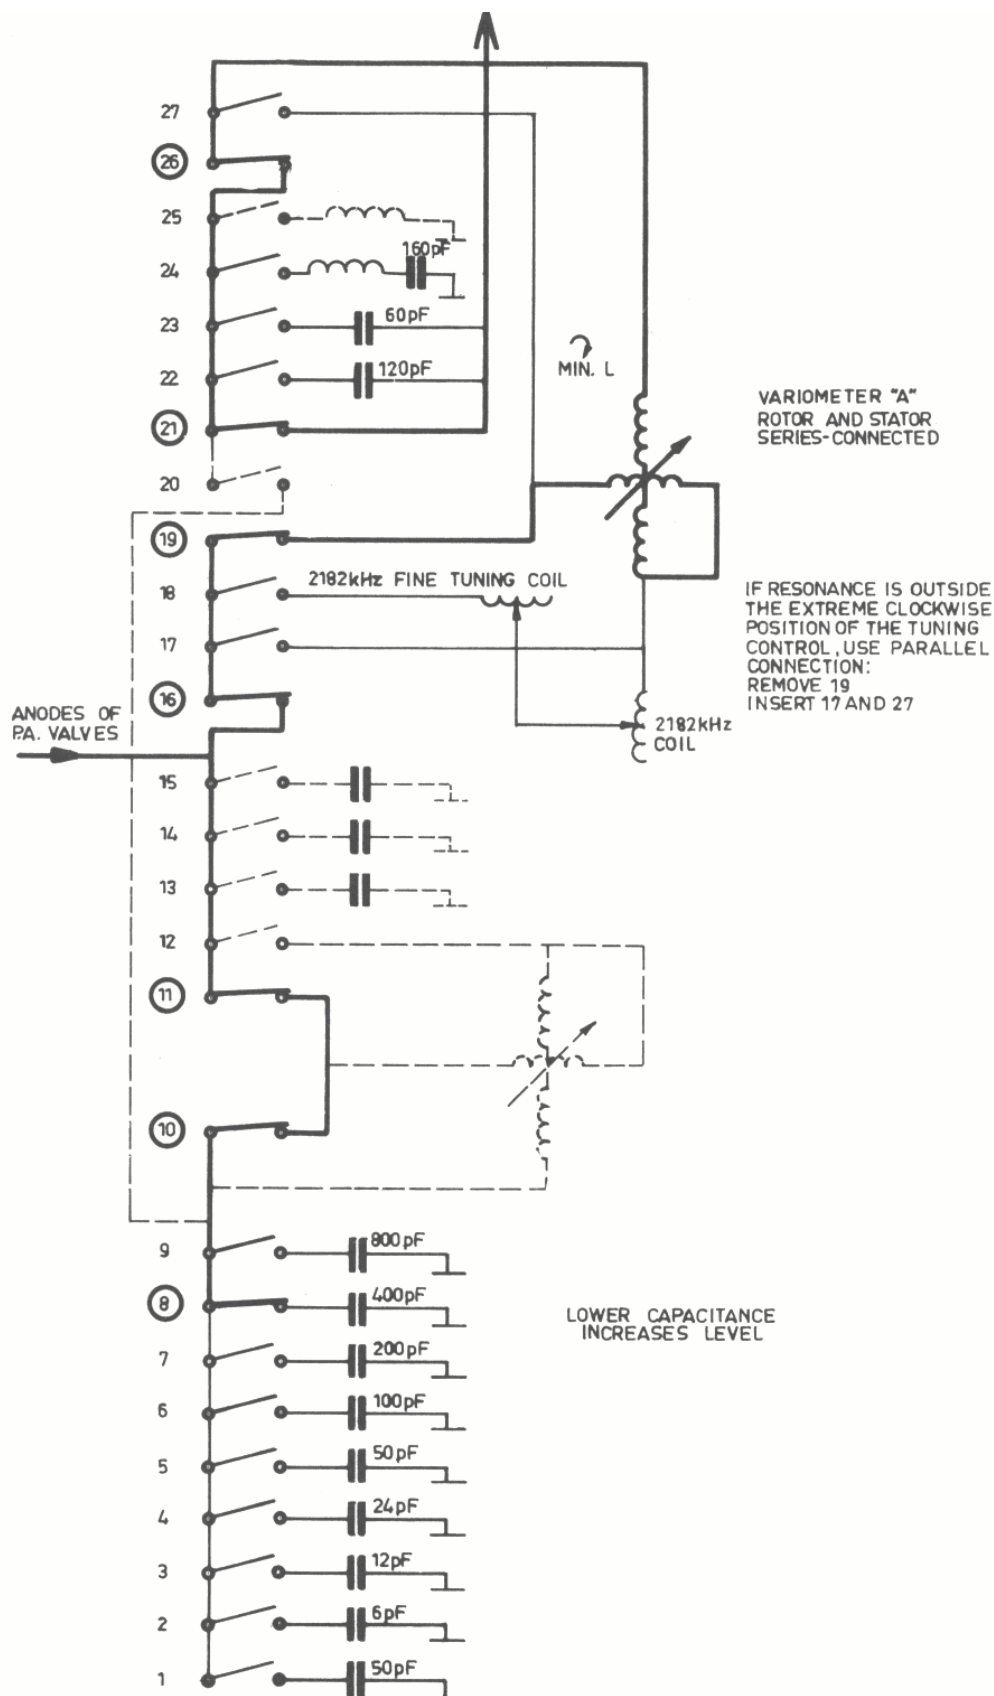 27
26
25
160pF
24
23
60pF
MIN. L
22
120pF
VARIOMETER "A"
ROTOR AND STATOR
SERIES-CONNECTED
21
20
19
18
2182kHz FINE TUNING COIL
IF RESONANCE IS OUTSIDE
THE EXTREME CLOCKWISE
POSITION OF THE TUNING
CONTROL, USE PARALLEL
CONNECTION:
REMOVE 19
INSERT 17 AND 27
17
16
ANODES OF
P.A. VALVES
2182kHz
COIL
15
14
13
12
11
10
9
800pF
8
400pF
LOWER CAPACITANCE
INCREASES LEVEL
7
200pF
6
100pF
5
50pF
4
24pF
3
12pF
2
6pF
1
50pF